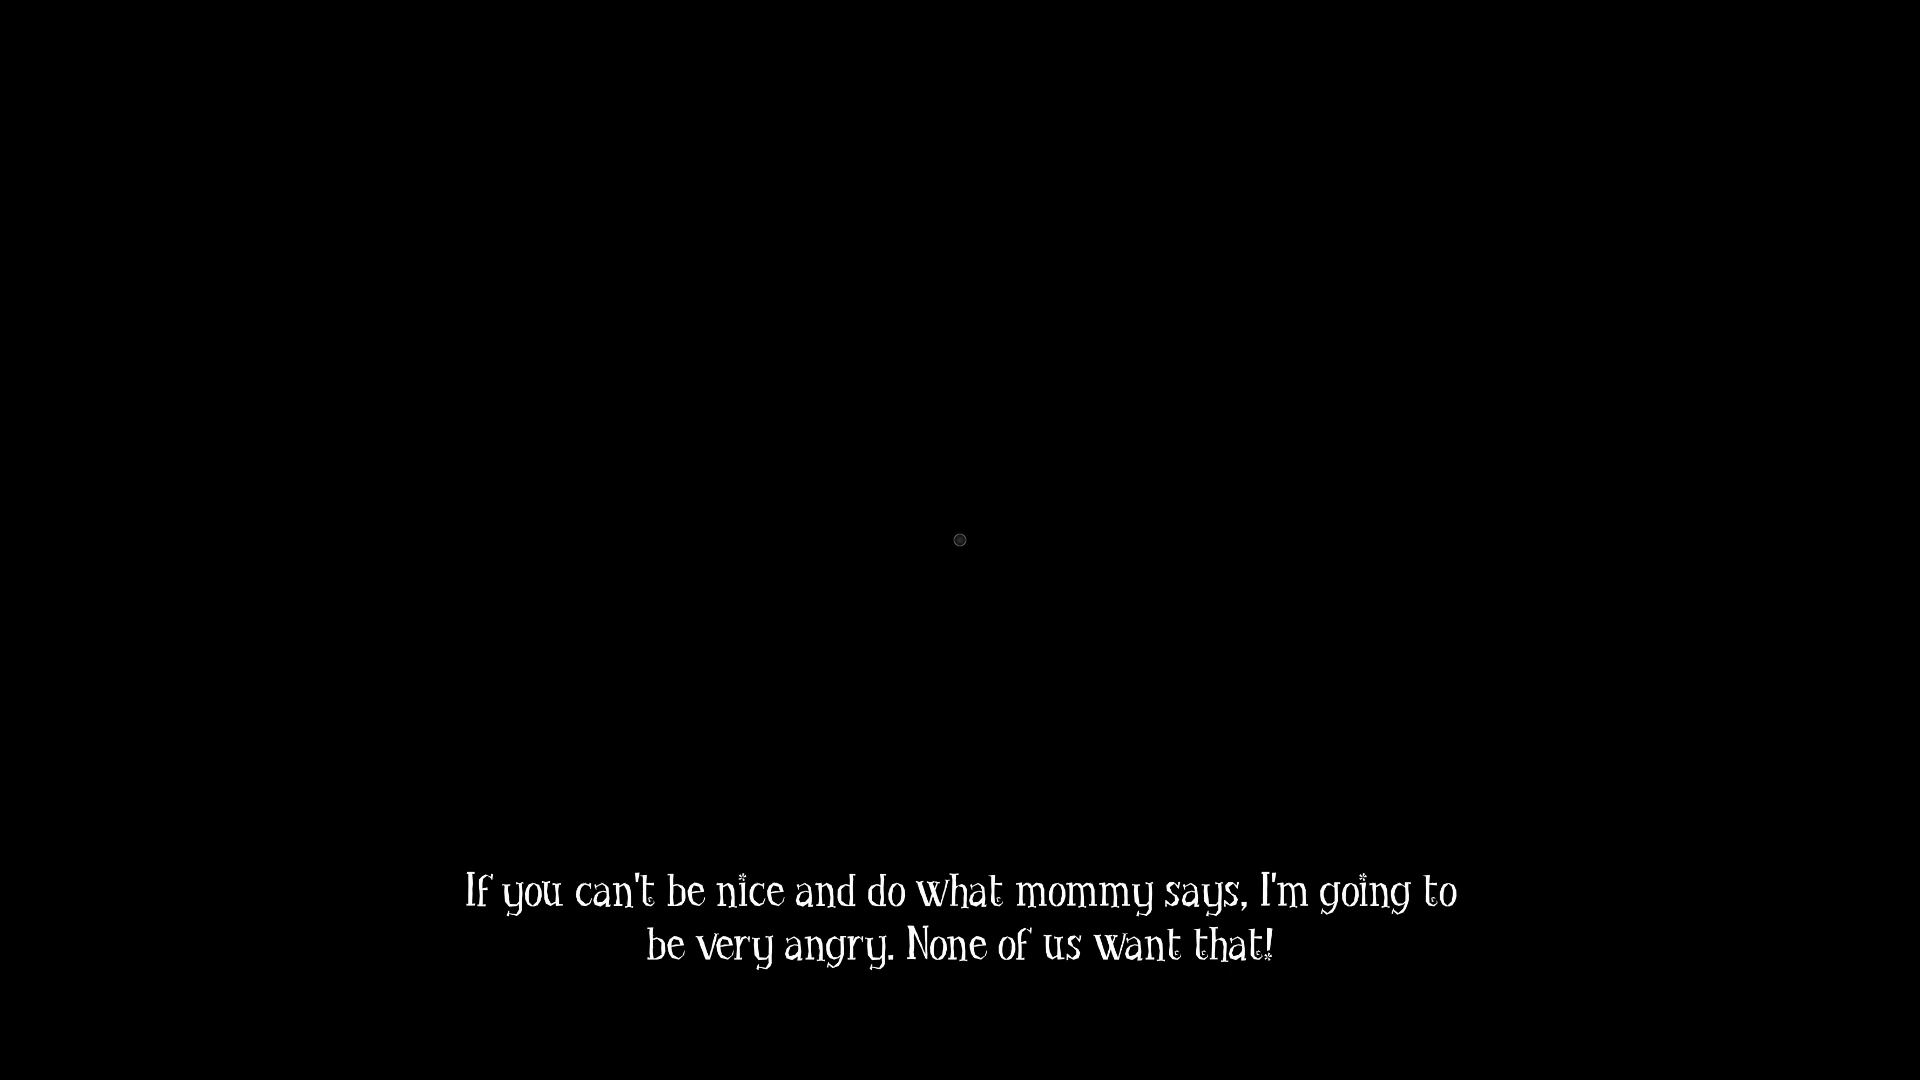 If you can't be nice and do what mommy says, I'm going to
be very angry. None of us want that!